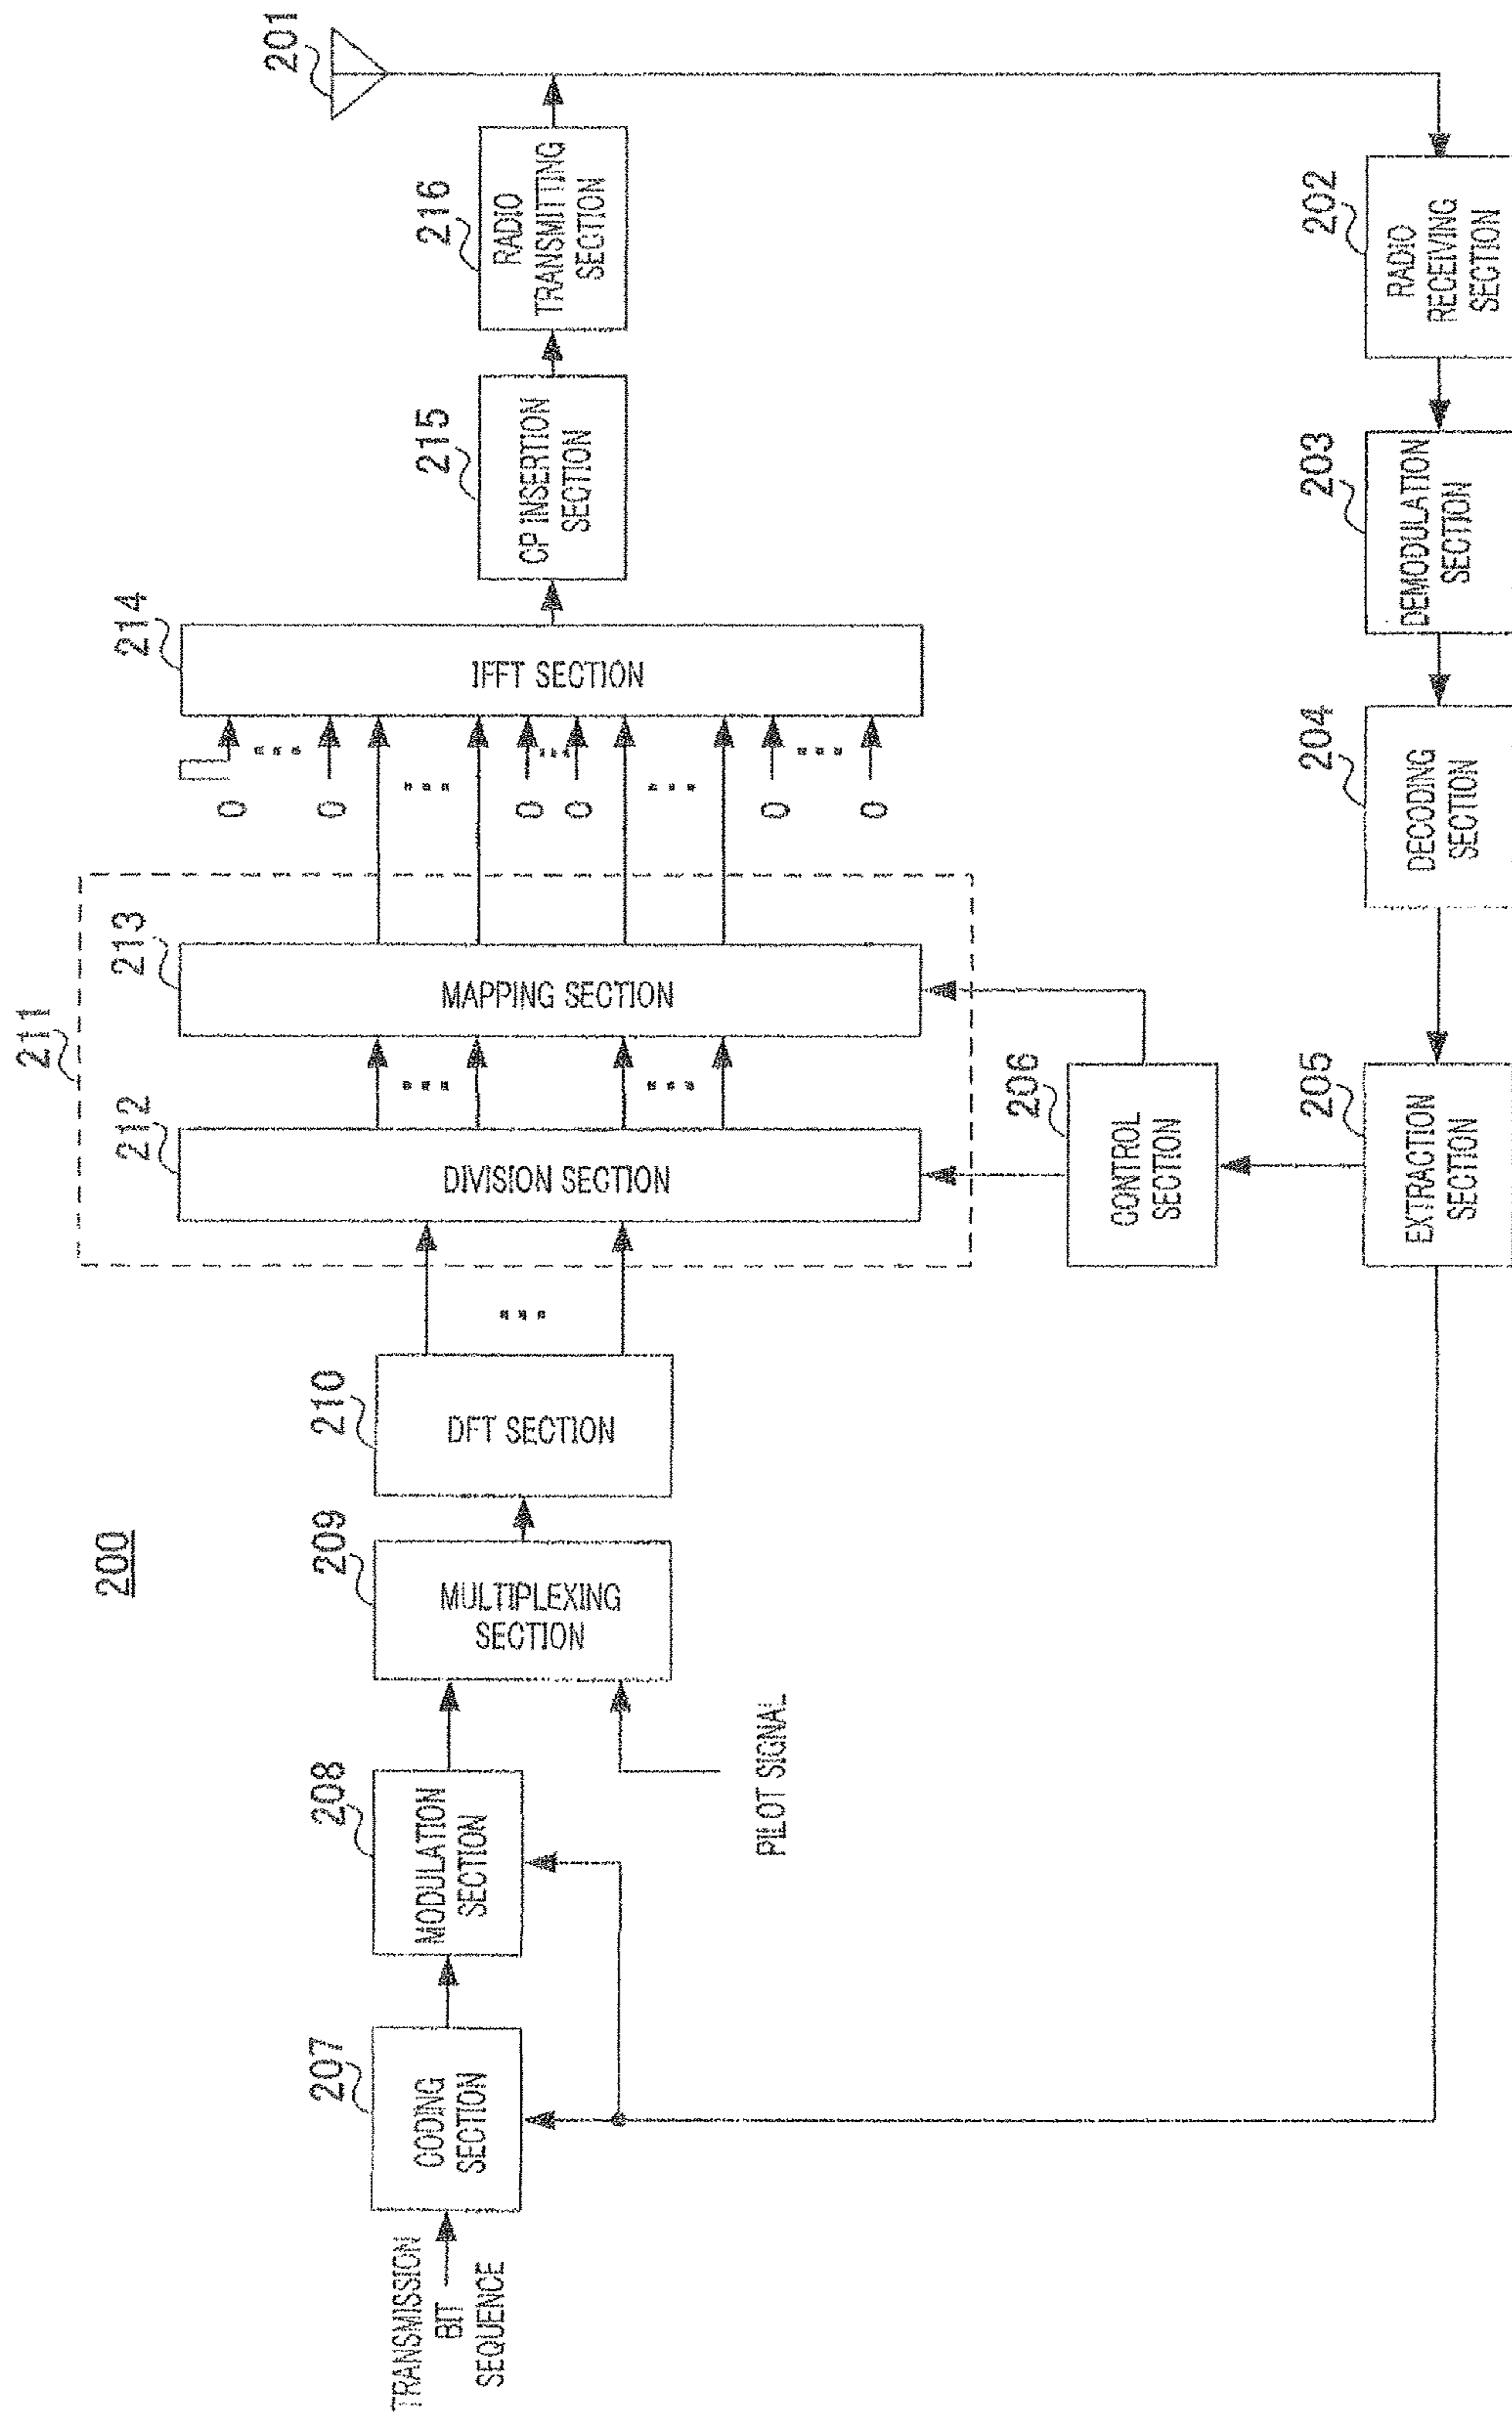 200
TRANSMISSION
BIT
SEQUENCE
207
CODING
SECTION
208
MODULATION
SECTION
PILOT SIGNAL
209
MULTIPLEXING
SECTION
210
DFT SECTION
211
212
DIVISION SECTION
213
MAPPING SECTION
0
0
0
0
0
0
214
IFFT SECTION
215
CP INSERTION
SECTION
216
RADIO
TRANSMITTING
SECTION
201
206
CONTROL
SECTION
205
EXTRACTION
SECTION
204
DECODING
SECTION
203
DEMODULATION
SECTION
202
RADIO
RECEIVING
SECTION